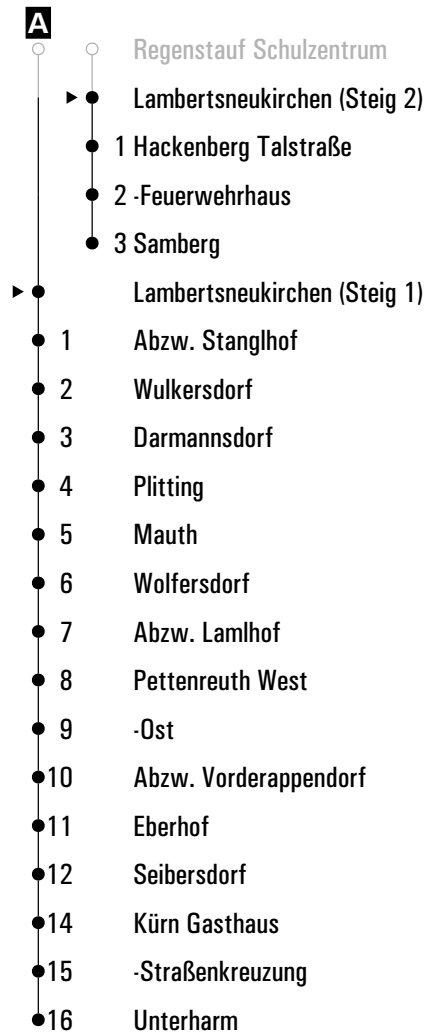 A
Regenstauf Schulzentrum
Lambertsneukirchen (Steig 2)
1 Hackenberg Talstraße
2 -Feuerwehrhaus
3 Samberg
Lambertsneukirchen (Steig 1)
1 Abzw. Stanglhof
2 Wulkersdorf
3 Darmannsdorf
4 Plitting
5 Mauth
6 Wolfersdorf
7 Abzw. Lamlhof
8 Pettenreuth West
9 -Ost
10 Abzw. Vorderappendorf
11 Eberhof
12 Seibersdorf
14 Kürn Gasthaus
15 -Straßenkreuzung
16 Unterharm